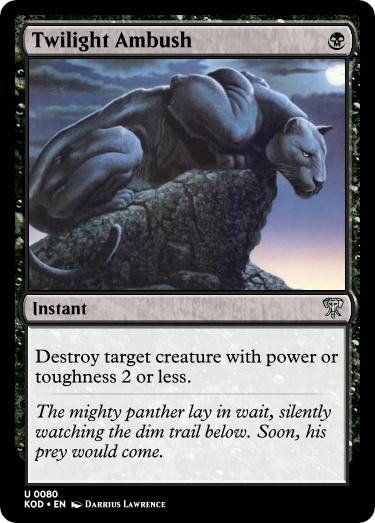 Twilight Ambush
Instant
Destroy target creature with power or
toughness 2 or less.
The mighty panther lay in wait, silently
watching the dim trail below. Soon, his
prey would come.
U 0080
KOD • EN Darrius Lawrence